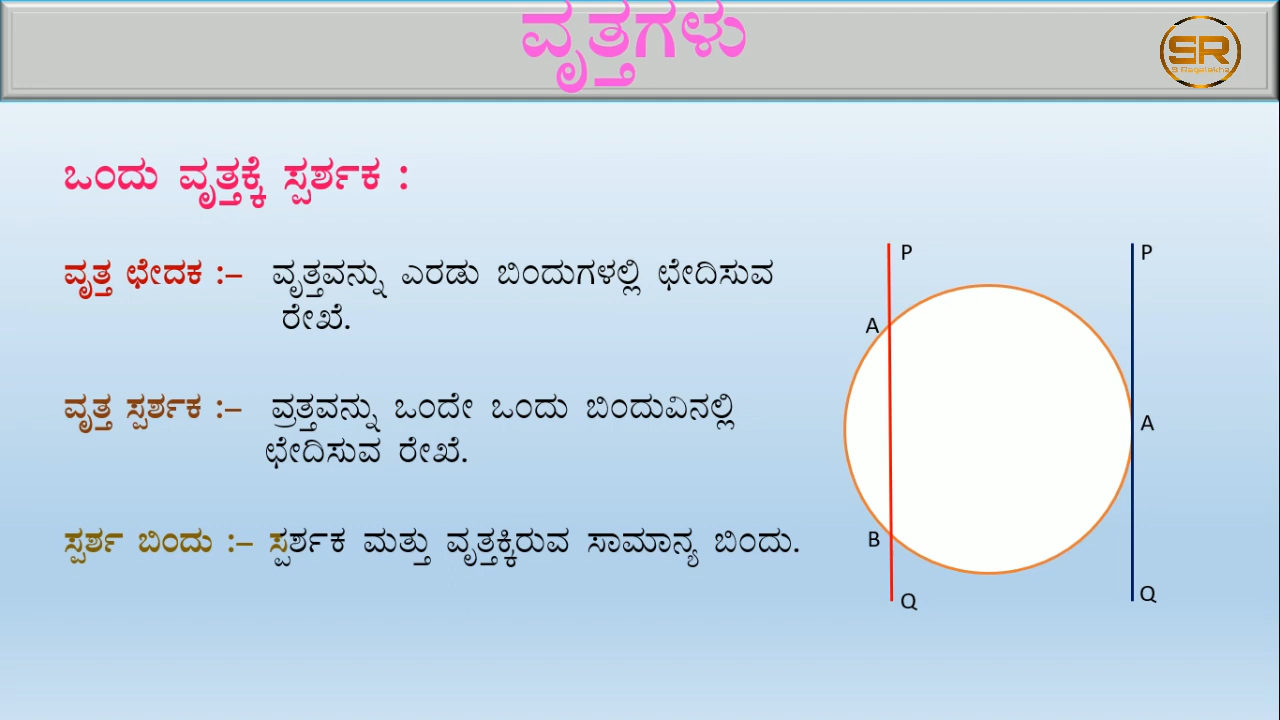 ವೃತ್ತಗಳು
SR
ಒಂದು ವೃತ್ತಕ್ಕೆ ಸ್ಪರ್ಶಕ :
ವೃತ್ತ ಛೇದಕ :– ವೃತ್ತವನ್ನು ಎರಡು ಬಿಂದುಗಳಲ್ಲಿ ಛೇದಿಸುವ
ರೇಖೆ.
ವೃತ್ತ ಸ್ಪರ್ಶಕ :– ವ್ರತ್ತವನ್ನು ಒಂದೇ ಒಂದು ಬಿಂದುವಿನಲ್ಲಿ
ಛೇದಿಸುವ ರೇಖೆ.
ಸ್ಪರ್ಶ ಬಿಂದು :– ಸ್ಪರ್ಶಕ ಮತ್ತು ವೃತ್ತಕ್ಕಿರುವ ಸಾಮಾನ್ಯ ಬಿಂದು.
P
A
B
Q
P
A
Q